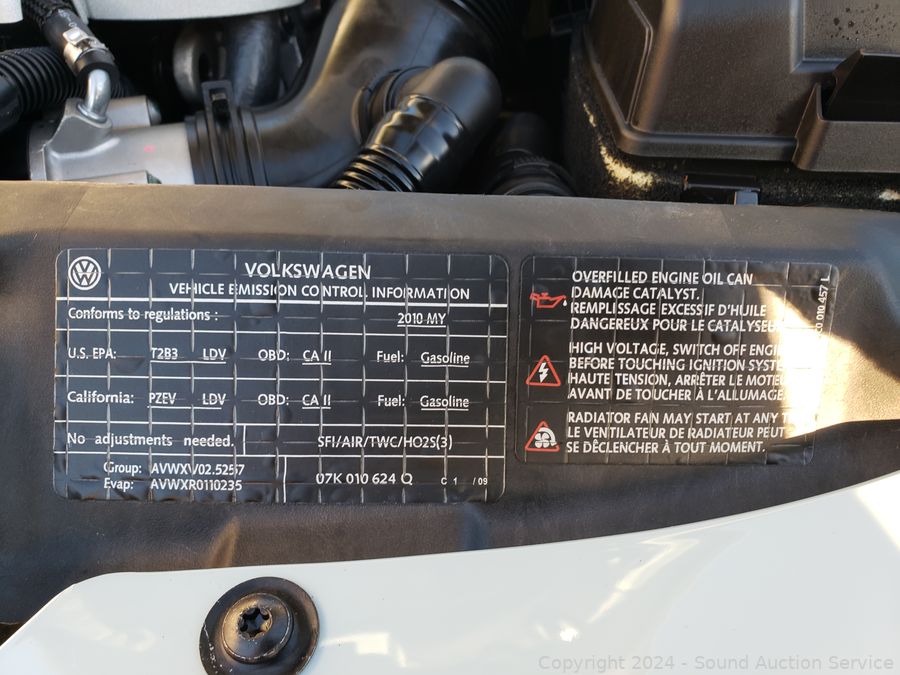 VOLKSWAGEN
VEHICLE EMISSION CONTROL INFORMATION
Conforms to regulations : 2010 MY
U.S. EPA: T2B3 LDV OBD: CA II Fuel: Gasoline
California: PZEV LDV OBD: CA II Fuel: Gasoline
No adjustments needed. SFI/AIR/TWC/HO2S(3)
Group: AVWXV02.5257
Evap: AVWXR0110235
07K 010 624 Q C 1 / 09
OVERFILLED ENGINE OIL CAN
DAMAGE CATALYST.
REMPLISSAGE EXCESSIF D'HUILE
DANGEREUX POUR LE CATALYSEU
HIGH VOLTAGE, SWITCH OFF ENGI
BEFORE TOUCHING IGNITION SYSTE
HAUTE TENSION, ARRÊTER LE MOTEU
AVANT DE TOUCHER À L'ALLUMAGE
RADIATOR FAN MAY START AT ANY T
LE VENTILATEUR DE RADIATEUR PEUT
SE DÉCLENCHER À TOUT MOMENT.
010 457 L
Copyright 2024 - Sound Auction Service